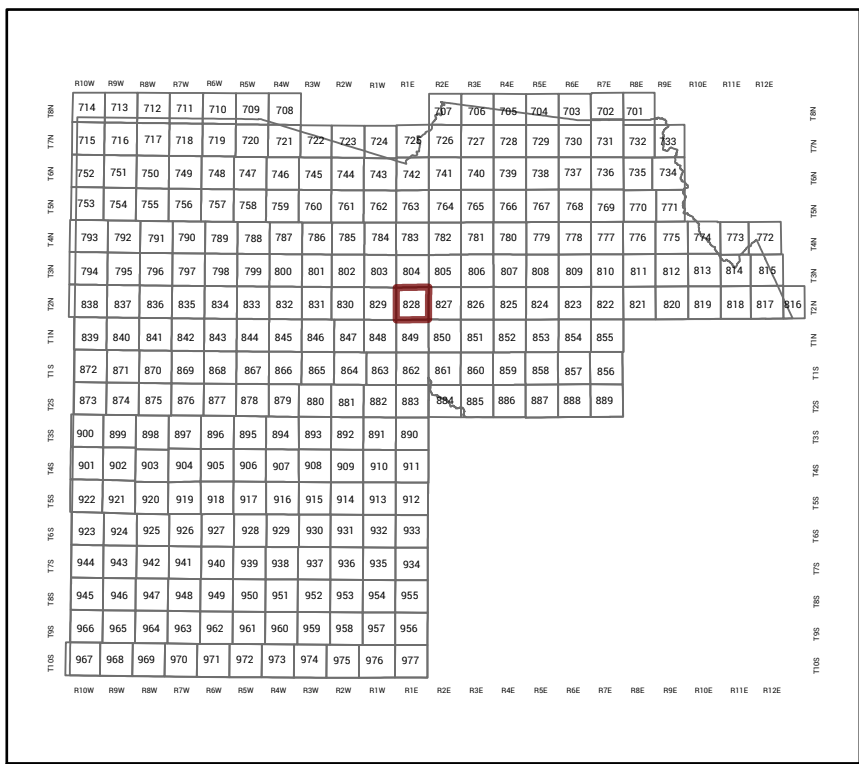 R10W R9W R8W R7W R6W R5W R4W R3W R2W R1W R1E R2E R3E R4E R5E R6E R7E R8E R9E R10E R11E R12E
T8N 714 713 712 711 710 709 708 707 706 705 704 703 702 701 T8N
T7N 715 716 717 718 719 720 721 722 723 724 725 726 727 728 729 730 731 732 733 T7N
T6N 752 751 750 749 748 747 746 745 744 743 742 741 740 739 738 737 736 735 734 T6N
T5N 753 754 755 756 757 758 759 760 761 762 763 764 765 766 767 768 769 770 771 T5N
T4N 793 792 791 790 789 788 787 786 785 784 783 782 781 780 779 778 777 776 775 774 773 772 T4N
T3N 794 795 796 797 798 799 800 801 802 803 804 805 806 807 808 809 810 811 812 813 814 815 T3N
T2N 838 837 836 835 834 833 832 831 830 829 828 827 826 825 824 823 822 821 820 819 818 817 816 T2N
T1N 839 840 841 842 843 844 845 846 847 848 849 850 851 852 853 854 855 T1N
T1S 872 871 870 869 868 867 866 865 864 863 862 861 860 859 858 857 856 T1S
T2S 873 874 875 876 877 878 879 880 881 882 883 884 885 886 887 888 889 T2S
T3S 900 899 898 897 896 895 894 893 892 891 890 T3S
T4S 901 902 903 904 905 906 907 908 909 910 911 T4S
T5S 922 921 920 919 918 917 916 915 914 913 912 T5S
T6S 923 924 925 926 927 928 929 930 931 932 933 T6S
T7S 944 943 942 941 940 939 938 937 936 935 934 T7S
T8S 945 946 947 948 949 950 951 952 953 954 955 T8S
T9S 966 965 964 963 962 961 960 959 958 957 956 T9S
T10S 967 968 969 970 971 972 973 974 975 976 977 T10S
R10W R9W R8W R7W R6W R5W R4W R3W R2W R1W R1E R2E R3E R4E R5E R6E R7E R8E R9E R10E R11E R12E